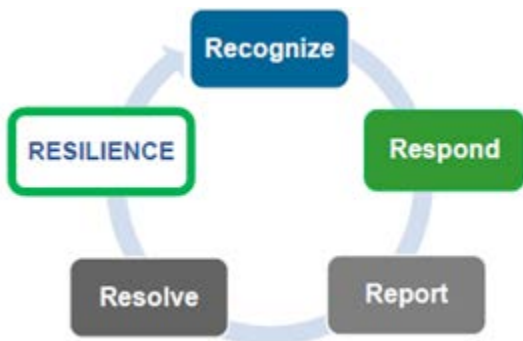 Recognize
Respond
Report
Resolve
RESILIENCE